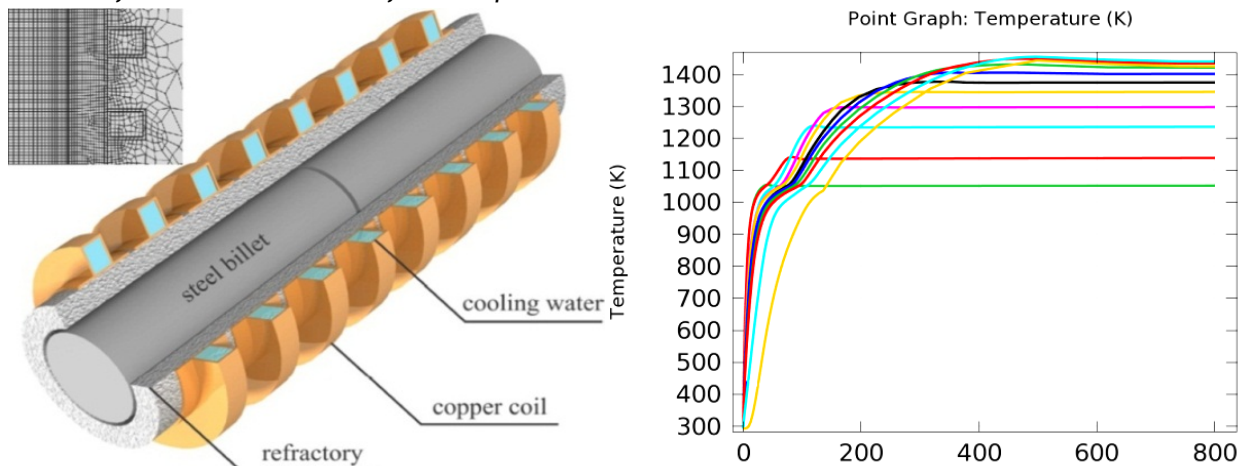 steel billet
cooling water
copper coil
refractory
Point Graph: Temperature (K)
Temperature (K)
1400
1300
1200
1100
1000
900
800
700
600
500
400
300
0
200
400
600
800